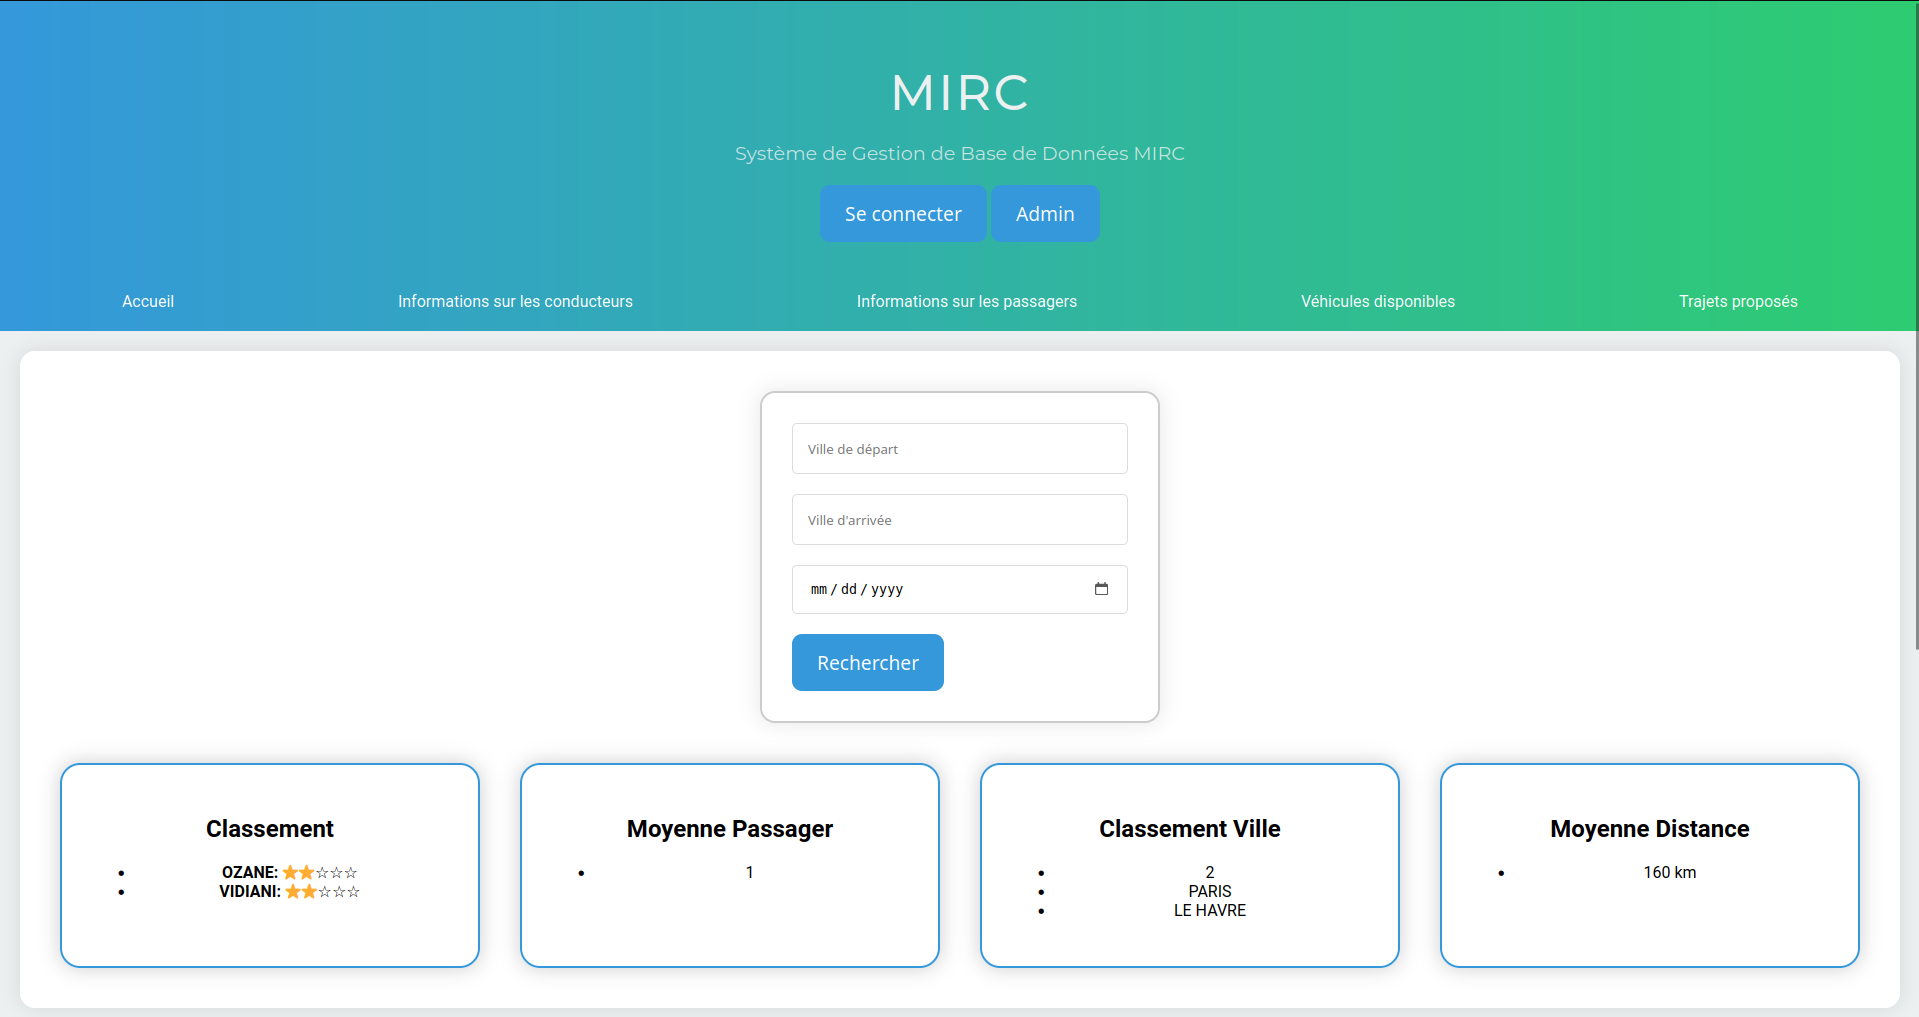 MIRC
Système de Gestion de Base de Données MIRC
Se connecter Admin
Accueil Informations sur les conducteurs Informations sur les passagers Véhicules disponibles Trajets proposés
Ville de départ
Ville d'arrivée
mm / dd / yyyy
Rechercher
Classement
• OZANE: ⭐⭐☆☆☆
• VIDIANI: ⭐⭐☆☆☆
Moyenne Passager
• 1
Classement Ville
• 2
• PARIS
• LE HAVRE
Moyenne Distance
• 160 km